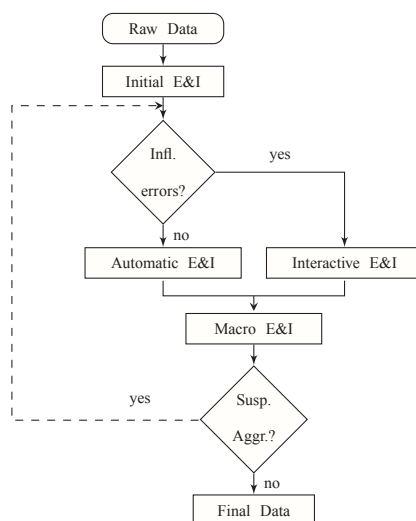 Raw Data
Initial E&I
Infl.
errors?
yes
no
Automatic E&I
Interactive E&I
Macro E&I
yes
Susp.
Aggr.?
no
Final Data